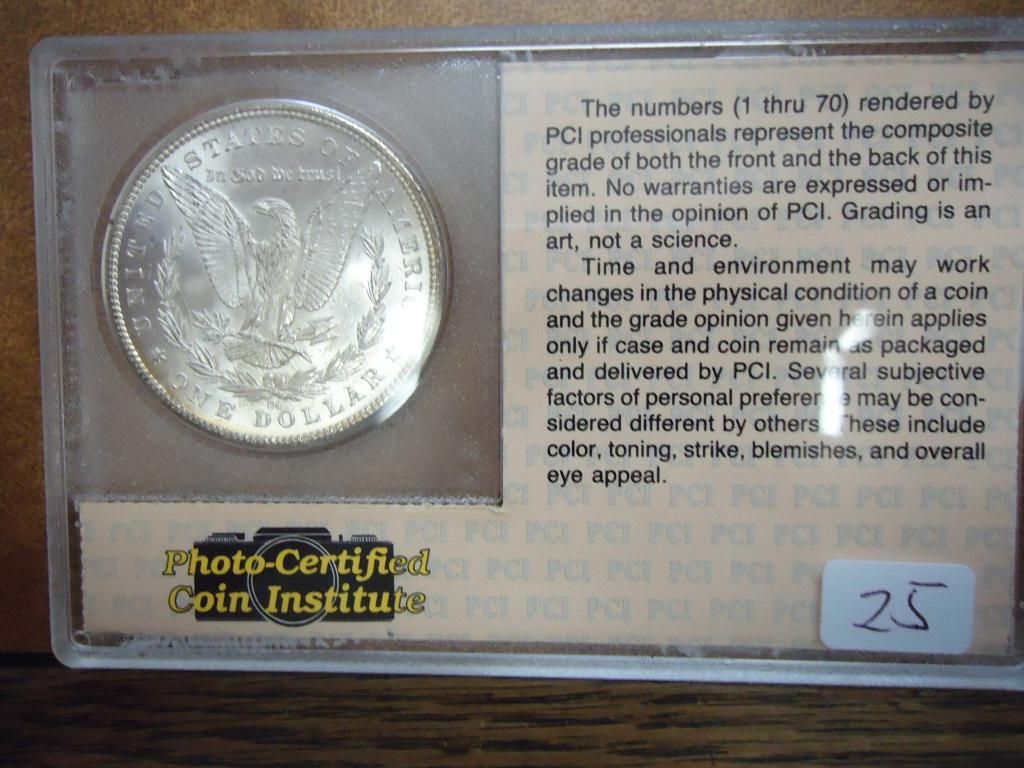 UNITED STATES OF AMERICA
In God we trust
ONE DOLLAR
The numbers (1 thru 70) rendered by
PCI professionals represent the composite
grade of both the front and the back of this
item. No warranties are expressed or im-
plied in the opinion of PCI. Grading is an
art, not a science.
Time and environment may work
changes in the physical condition of a coin
and the grade opinion given herein applies
only if case and coin remain as packaged
and delivered by PCI. Several subjective
factors of personal preference may be con-
sidered different by others. These include
color, toning, strike, blemishes, and overall
eye appeal.
Photo-Certified
Coin Institute
25